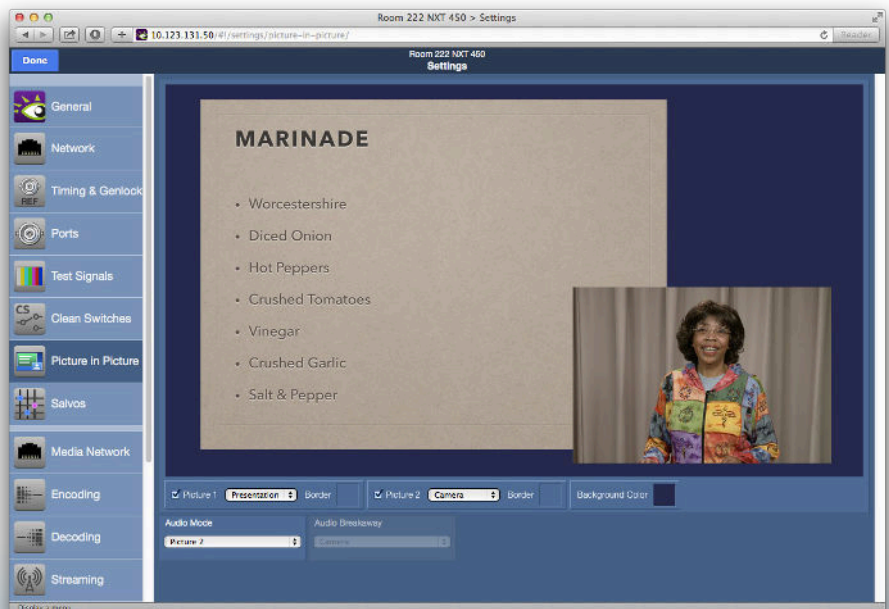 Room 222 NXT 450 > Settings
10.123.131.50/#!/settings/picture-in-picture/
Reader
Done
Room 222 NXT 450
Settings
General
Network
REF
Timing & Genlock
Ports
Test Signals
CS
Clean Switches
Picture in Picture
Salvos
Media Network
Encoding
Decoding
Streaming
MARINADE
• Worcestershire
• Diced Onion
• Hot Peppers
• Crushed Tomatoes
• Vinegar
• Crushed Garlic
• Salt & Pepper
Picture 1 Presentation Border
Picture 2 Camera Border
Background Color
Audio Mode
Picture 2
Audio Breakaway
Camera
Display a menu